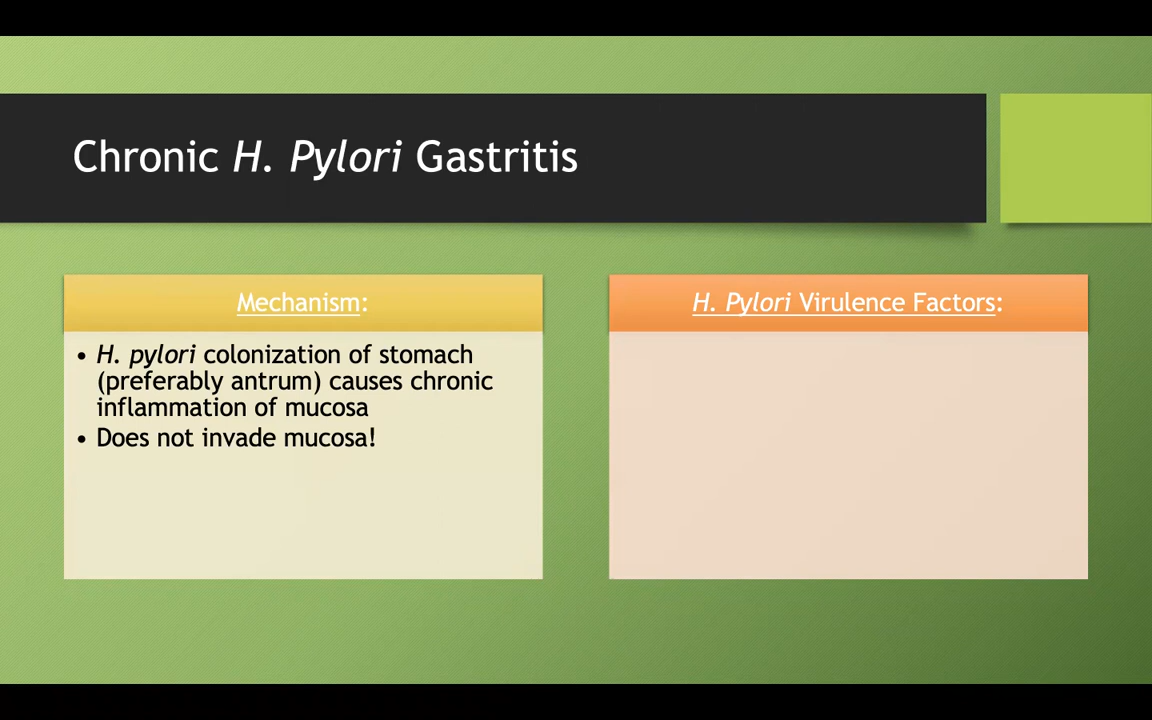 Chronic H. Pylori Gastritis
Mechanism:
• H. pylori colonization of stomach
(preferably antrum) causes chronic
inflammation of mucosa
• Does not invade mucosa!
H. Pylori Virulence Factors: